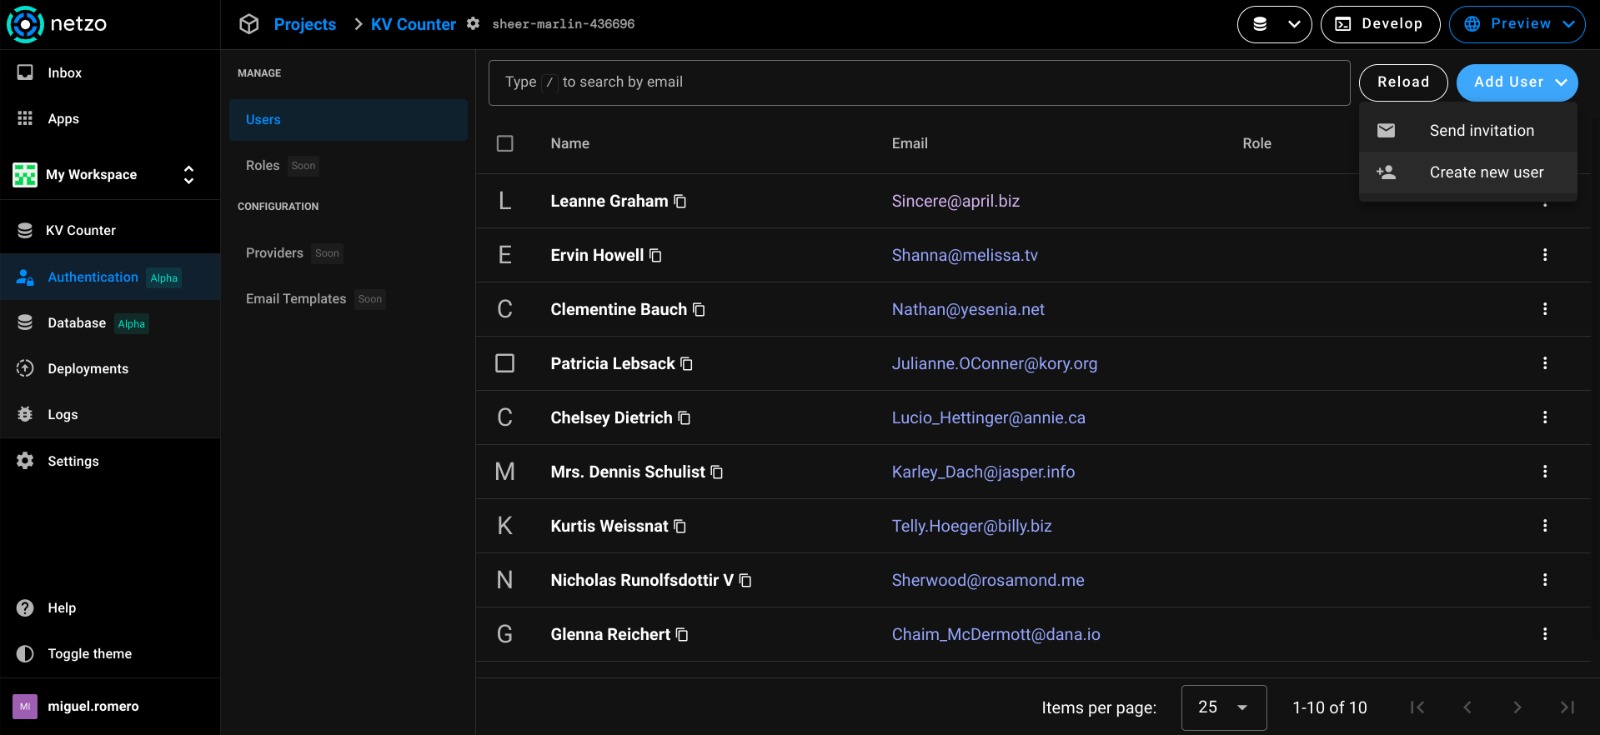 netzo
Projects > KV Counter sheer-marlin-436696
Develop
Preview
Inbox
Apps
My Workspace
KV Counter
Authentication Alpha
Database Alpha
Deployments
Logs
Settings
Help
Toggle theme
MI miguel.romero
MANAGE
Users
Roles Soon
CONFIGURATION
Providers Soon
Email Templates Soon
Type / to search by email
Reload
Add User
Send invitation
Create new user
Name Email Role
L Leanne Graham Sincere@april.biz
E Ervin Howell Shanna@melissa.tv
C Clementine Bauch Nathan@yesenia.net
Patricia Lebsack Julianne.OConner@kory.org
C Chelsey Dietrich Lucio_Hettinger@annie.ca
M Mrs. Dennis Schulist Karley_Dach@jasper.info
K Kurtis Weissnat Telly.Hoeger@billy.biz
N Nicholas Runolfsdottir V Sherwood@rosamond.me
G Glenna Reichert Chaim_McDermott@dana.io
Items per page: 25 1-10 of 10